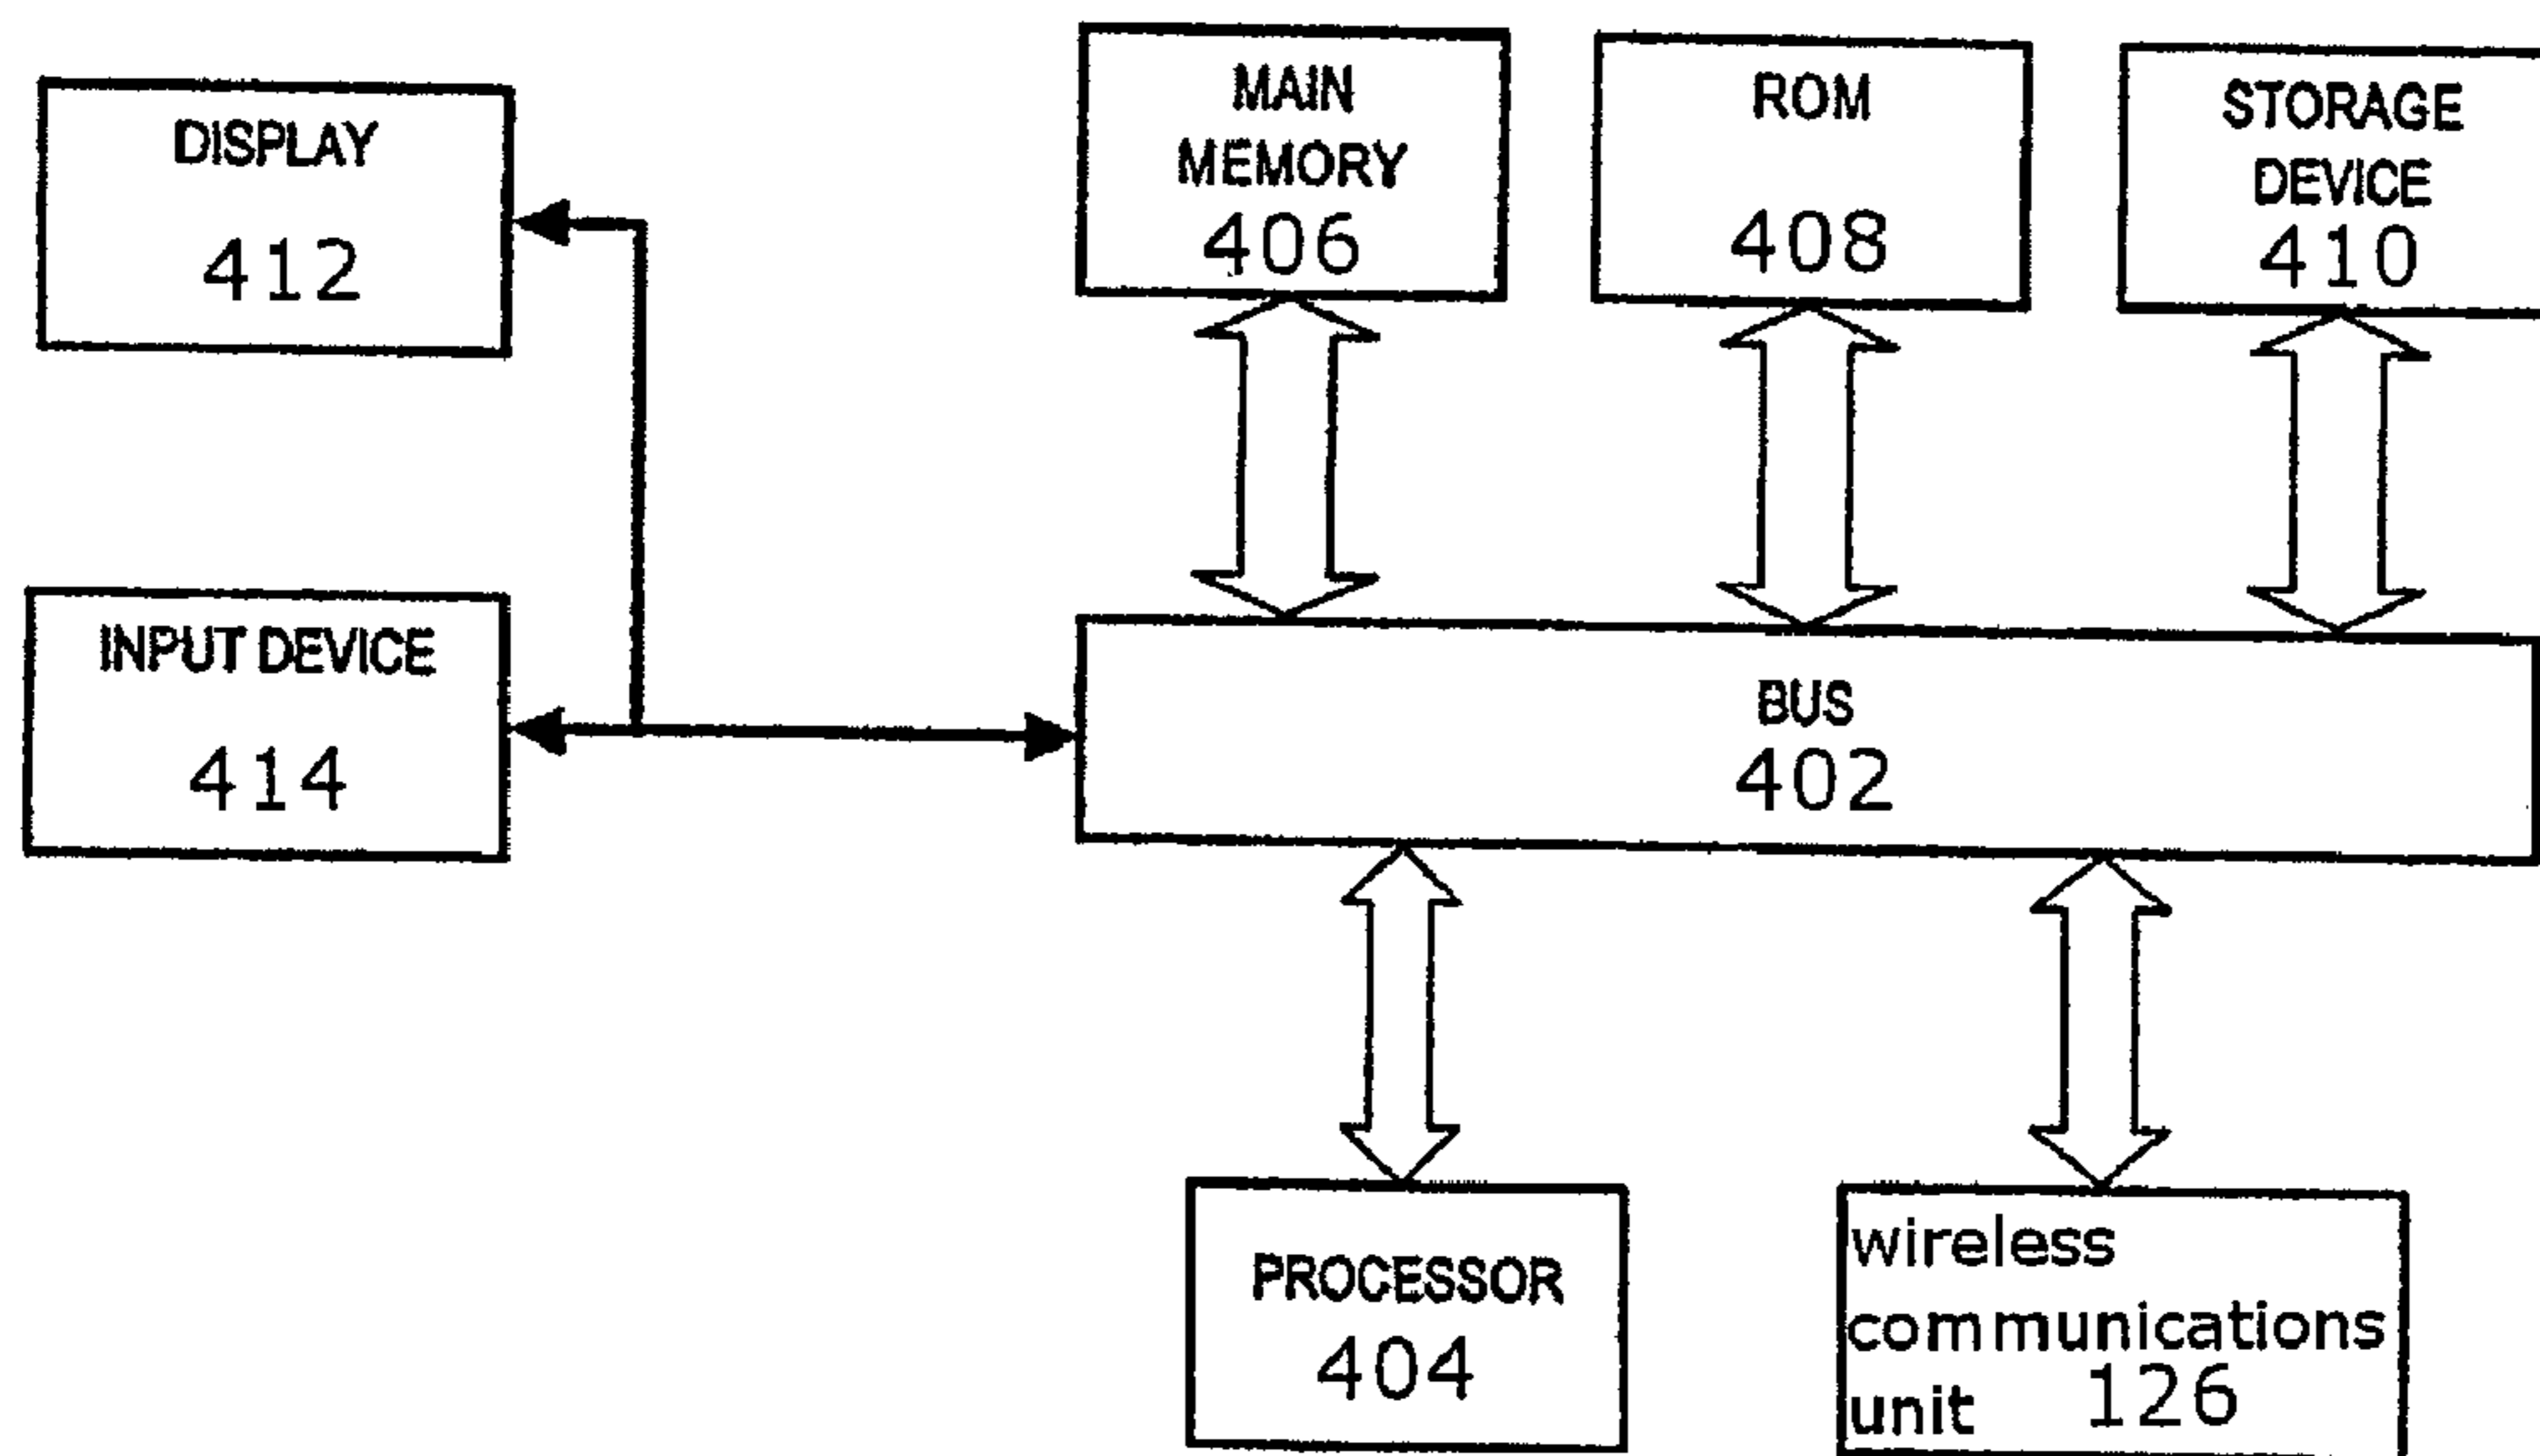 DISPLAY
412
MAIN
MEMORY
406
ROM
408
STORAGE
DEVICE
410
INPUT DEVICE
414
BUS
402
PROCESSOR
404
wireless
communications
unit 126